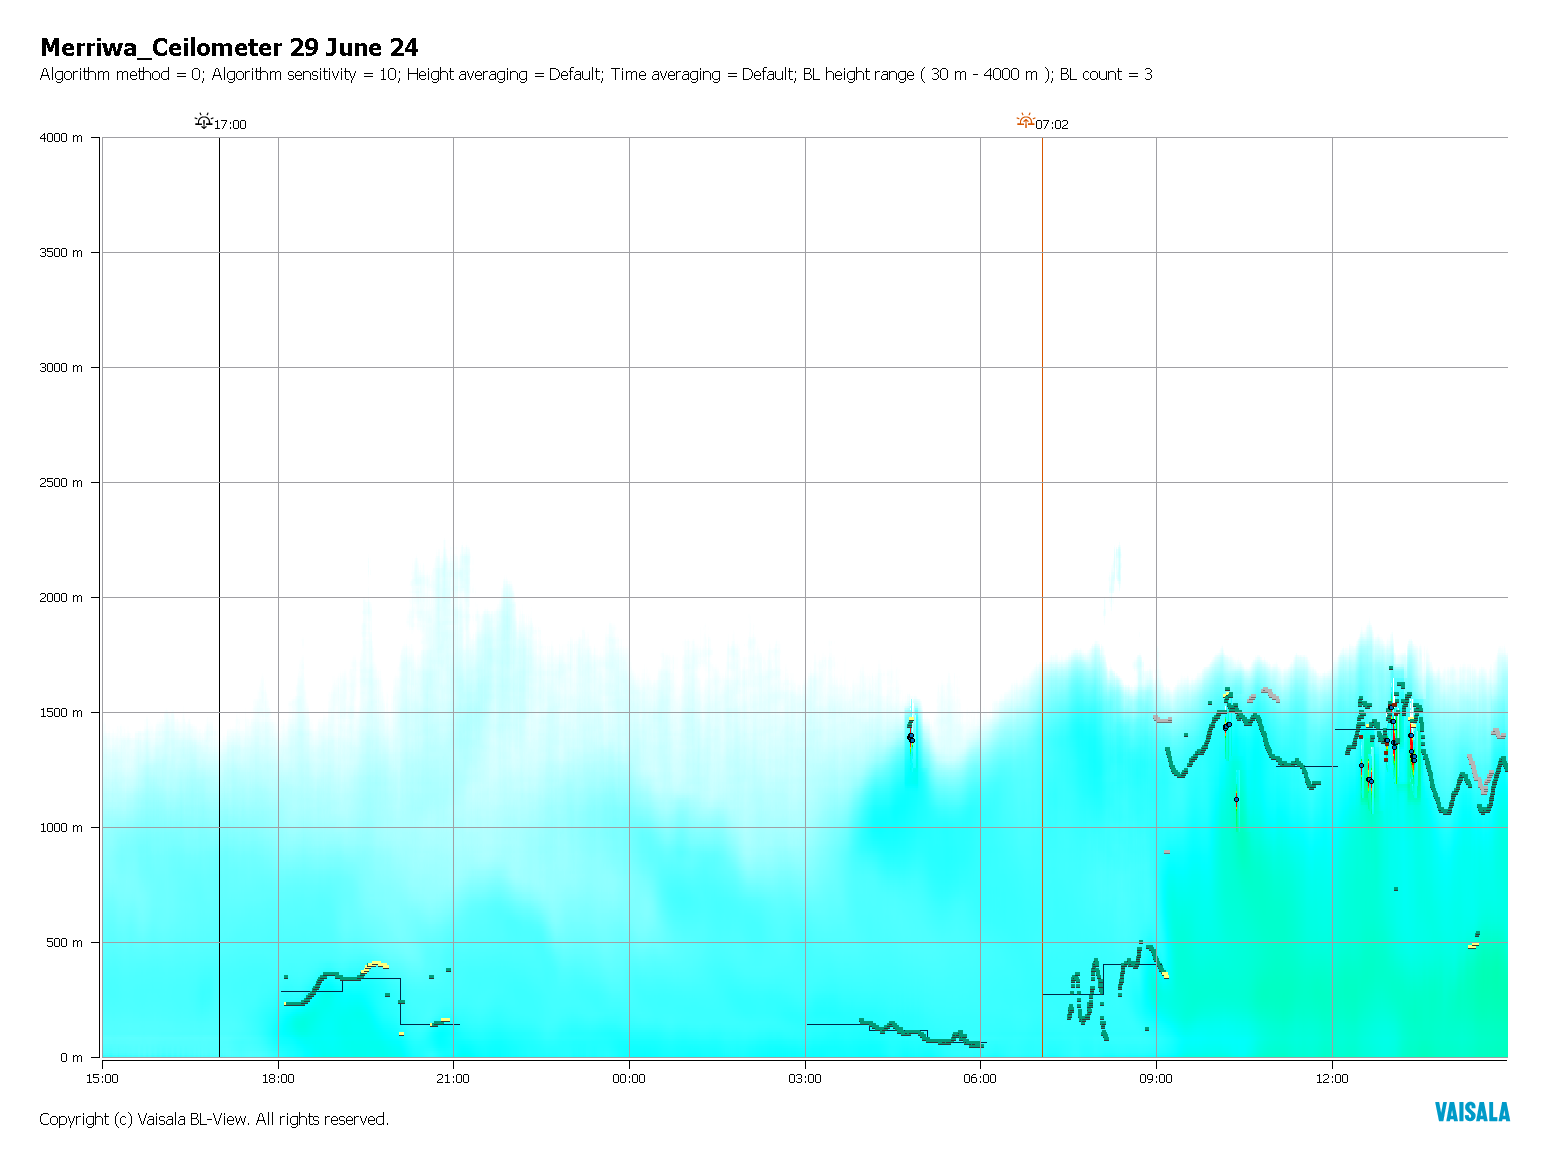 Merriwa_Ceilometer 29 June 24
Algorithm method = 0; Algorithm sensitivity = 10; Height averaging = Default; Time averaging = Default; BL height range ( 30 m - 4000 m ); BL count = 3
17:00
07:02
4000 m
3500 m
3000 m
2500 m
2000 m
1500 m
1000 m
500 m
0 m
15:00
18:00
21:00
00:00
03:00
06:00
09:00
12:00
Copyright (c) Vaisala BL-View. All rights reserved.
VAISALA